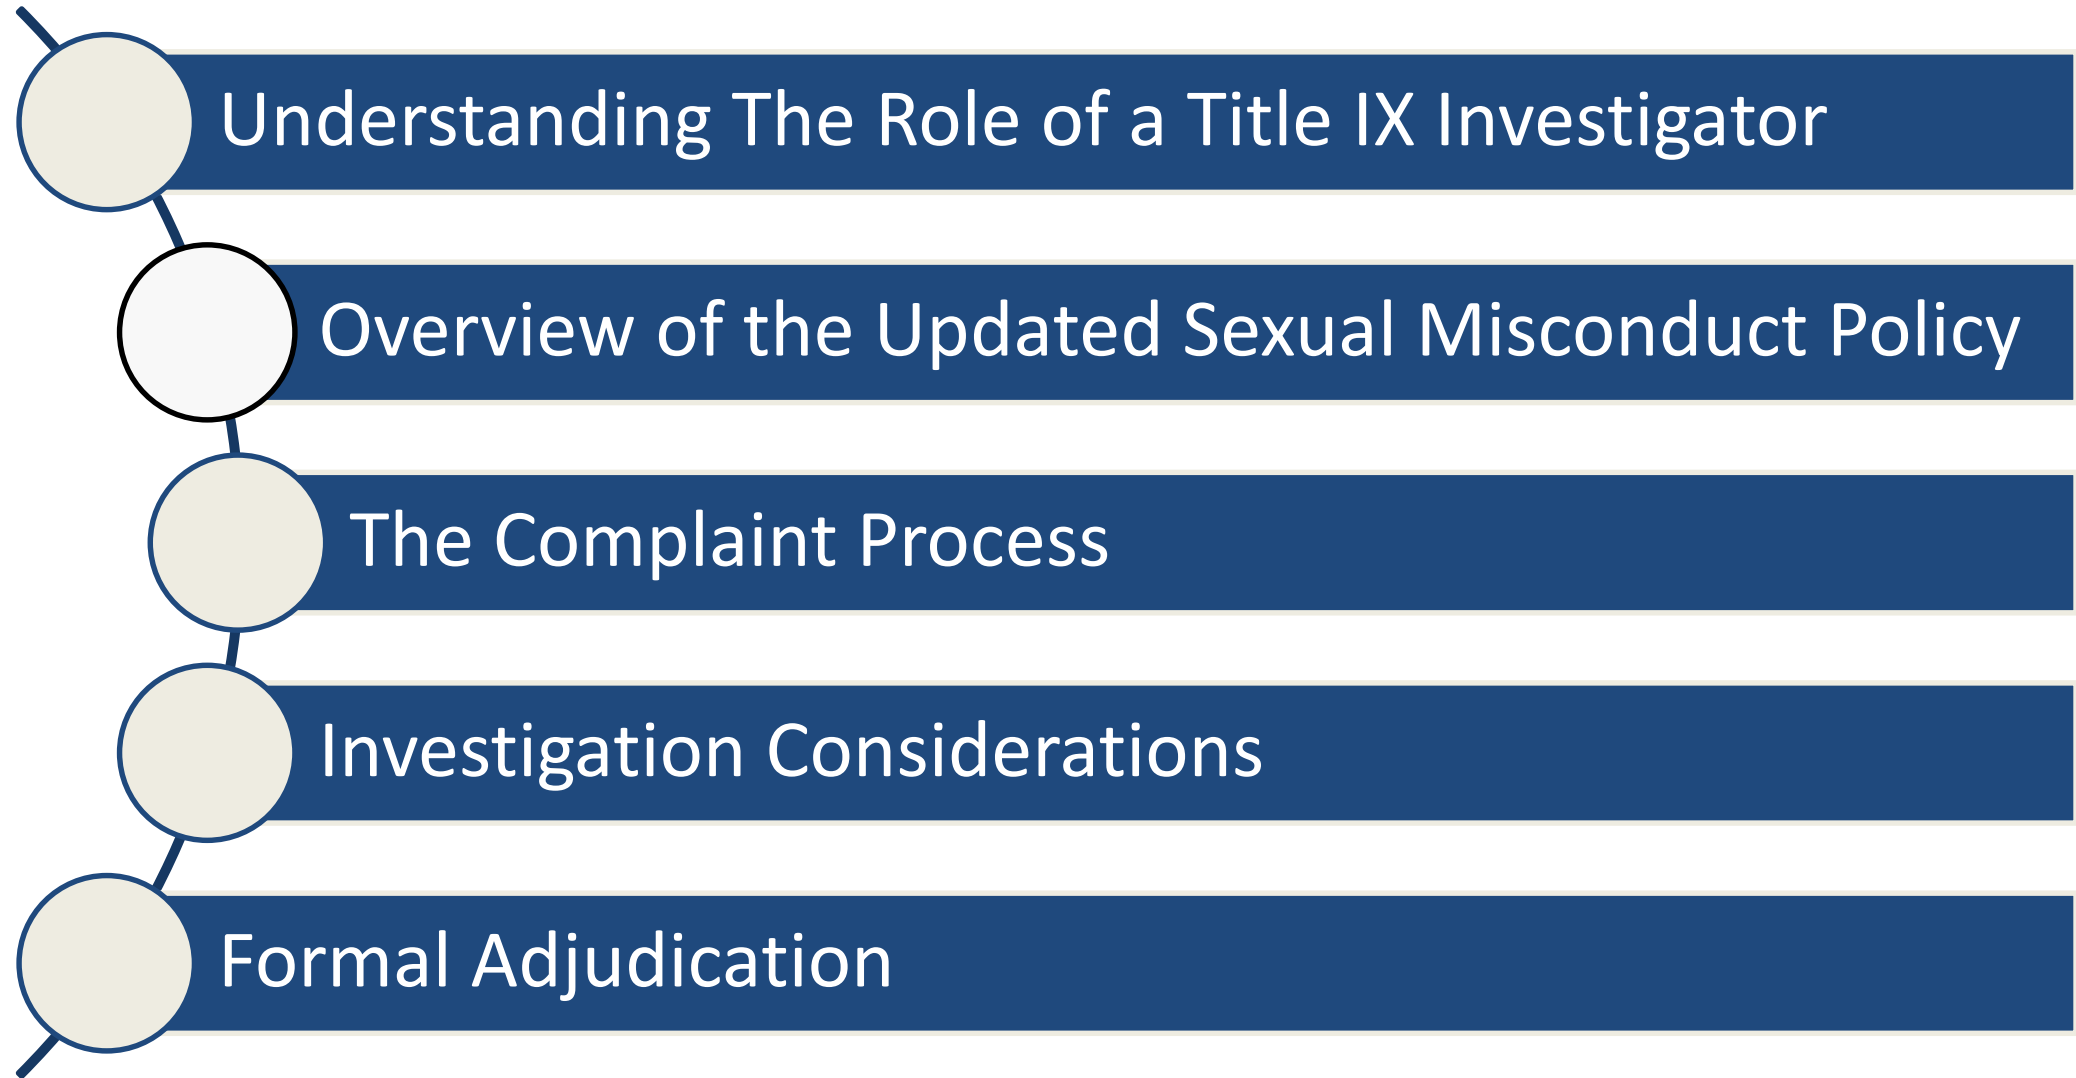 Understanding The Role of a Title IX Investigator
Overview of the Updated Sexual Misconduct Policy
The Complaint Process
Investigation Considerations
Formal Adjudication